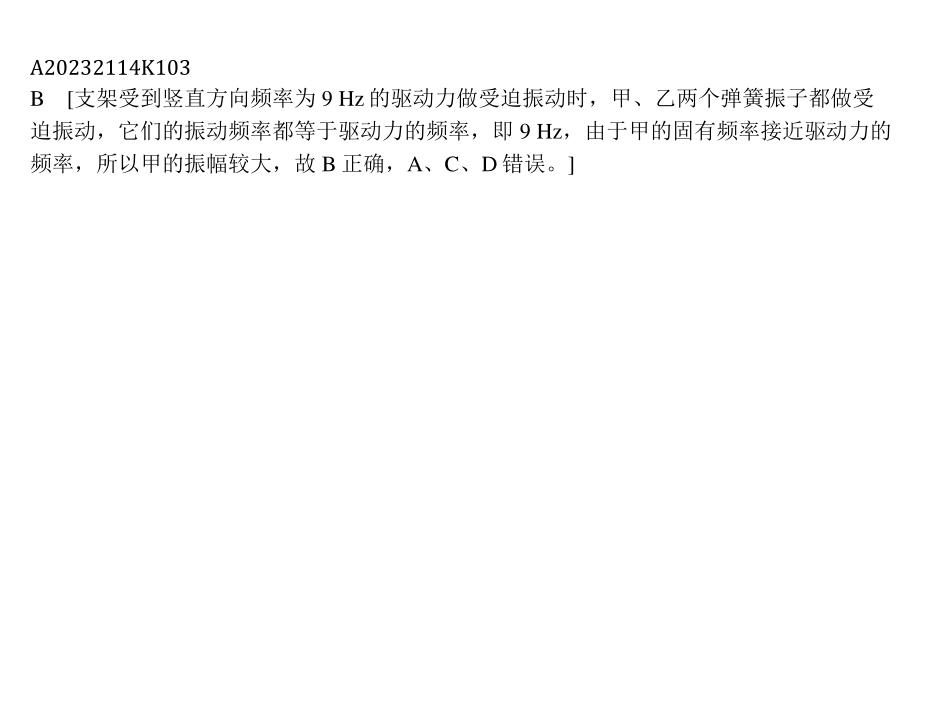 A20232114K103
B [支架受到竖直方向频率为 9 Hz 的驱动力做受迫振动时，甲、乙两个弹簧振子都做受
迫振动，它们的振动频率都等于驱动力的频率，即 9 Hz，由于甲的固有频率接近驱动力的
频率，所以甲的振幅较大，故 B 正确，A、C、D 错误。]